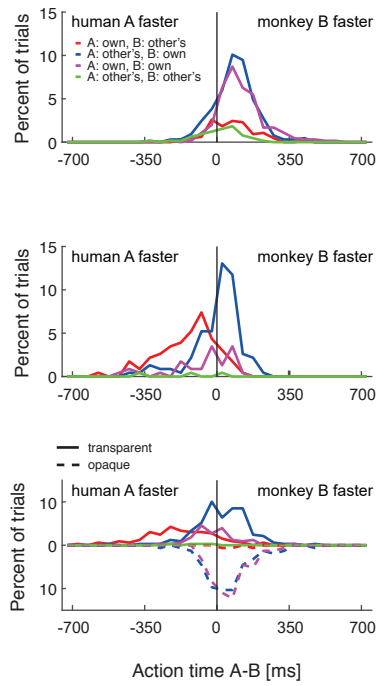 human A faster monkey B faster
15
A: own, B: other's
A: other's, B: own
10
A: own, B: own
A: other's, B: other's
5
0
Percent of trials
-700 -350 0 350 700
15
human A faster monkey B faster
10
5
0
Percent of trials
-700 -350 0 350 700
transparent
opaque
human A faster monkey B faster
10
0
10
Percent of trials
-700 -350 0 350 700
Action time A-B [ms]